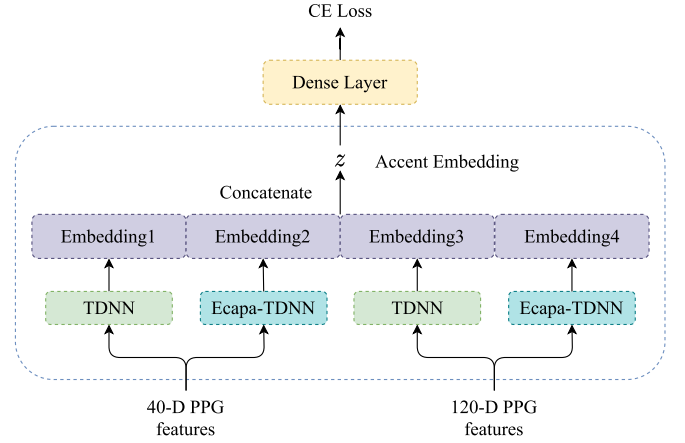 CE Loss
Dense Layer
z Accent Embedding
Concatenate
Embedding1 Embedding2 Embedding3 Embedding4
TDNN Ecapa-TDNN TDNN Ecapa-TDNN
40-D PPG 120-D PPG
features features